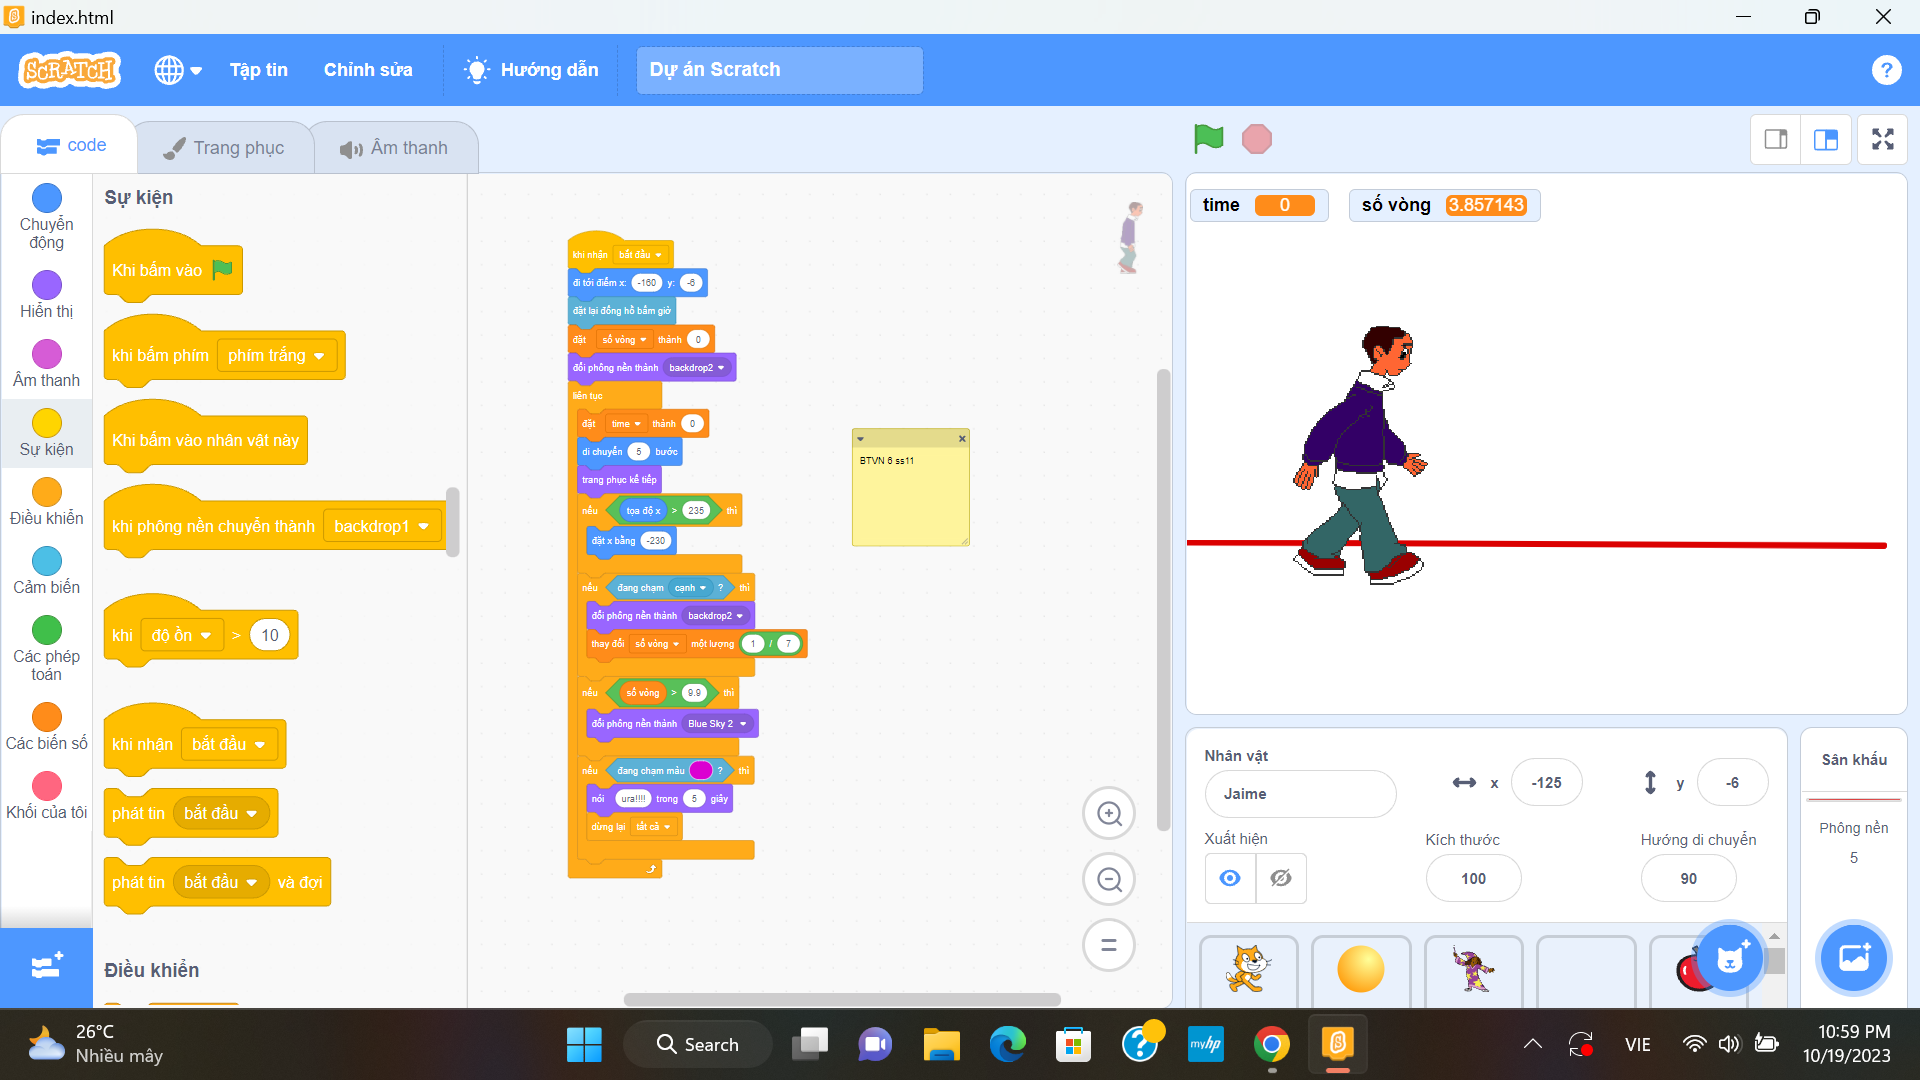 index.html
SCRATCH
Tập tin
Chỉnh sửa
Hướng dẫn
Dự án Scratch
?
code
Trang phục
Âm thanh
Chuyển động
Hiển thị
Âm thanh
Sự kiện
Điều khiển
Cảm biến
Các phép toán
Các biến số
Khối của tôi
Sự kiện
Khi bấm vào
khi bấm phím phím trắng
Khi bấm vào nhân vật này
khi phông nền chuyển thành backdrop1
khi độ ồn > 10
khi nhận bắt đầu
phát tin bắt đầu
phát tin bắt đầu và đợi
Điều khiển
khi nhận bắt đầu
đi tới điểm x: -160 y: -6
đặt lại đồng hồ bấm giờ
đặt số vòng thành 0
đổi phông nền thành backdrop2
liên tục
đặt time thành 0
di chuyển 5 bước
trang phục kế tiếp
nếu tọa độ x > 235 thì
đặt x bằng -230
nếu đang chạm cạnh ? thì
đổi phông nền thành backdrop2
thay đổi số vòng một lượng 1 / 7
nếu số vòng > 9.9 thì
đổi phông nền thành Blue Sky 2
nếu đang chạm màu ? thì
nói ura!!!! trong 5 giây
dừng lại tất cả
BTVN 6 ss11
time 0
số vòng 3.857143
Nhân vật
Jaime
x -125
y -6
Xuất hiện
Kích thước
100
Hướng di chuyển
90
Sân khấu
Phông nền
5
26°C
Nhiều mây
Search
myhp
VIE
10:59 PM
10/19/2023